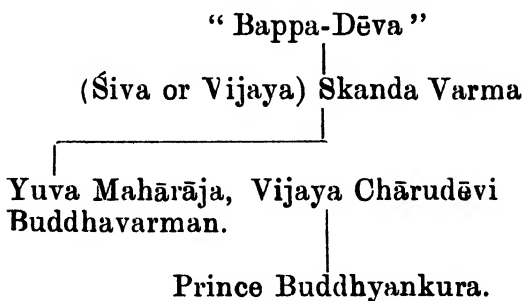 “ Bappa-Dēva ”
(Śiva or Vijaya) Skanda Varma
Yuva Mahārāja, Vijaya Chārudēvi
Buddhavarman.
Prince Buddhyankura.